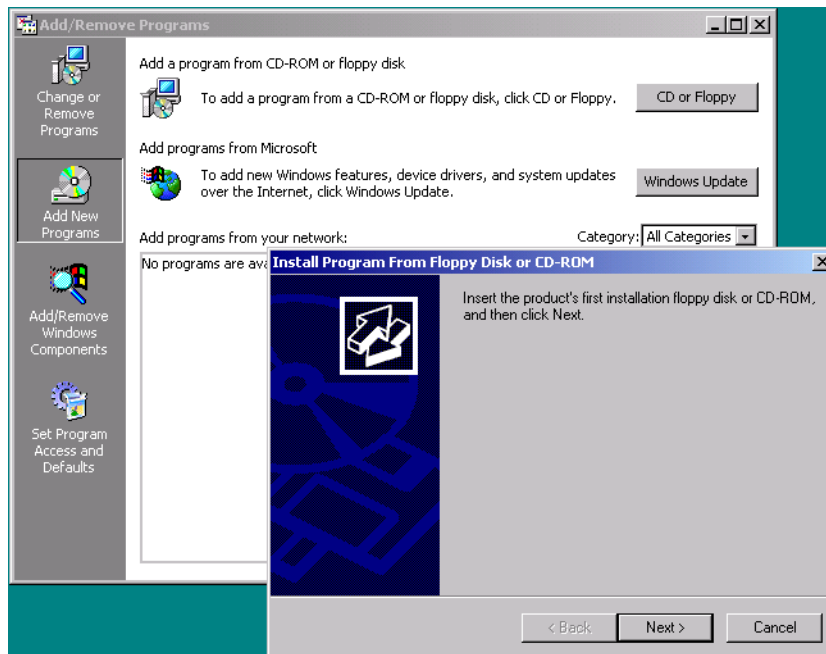 Add/Remove Programs
Change or
Remove
Programs
Add New
Programs
Add/Remove
Windows
Components
Set Program
Access and
Defaults
Add a program from CD-ROM or floppy disk
To add a program from a CD-ROM or floppy disk, click CD or Floppy.
CD or Floppy
Add programs from Microsoft
To add new Windows features, device drivers, and system updates
over the Internet, click Windows Update.
Windows Update
Add programs from your network:
Category: All Categories
No programs are
Install Program From Floppy Disk or CD-ROM
Insert the product's first installation floppy disk or CD-ROM,
and then click Next.
< Back
Next >
Cancel